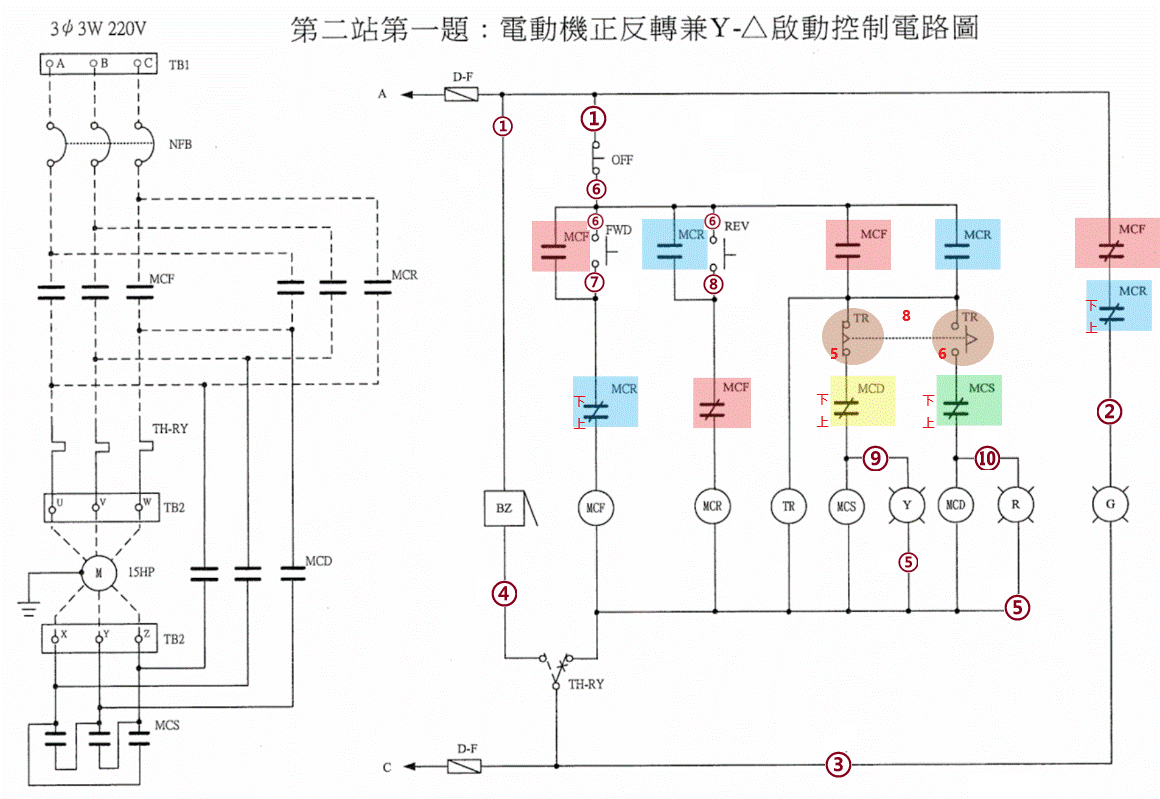 3φ 3W 220V
第二站第一題：電動機正反轉兼Y-△啟動控制電路圖
A B C TB1
D-F
A
① ①
NFB
OFF
⑥
⑥ ⑥
MCF FWD MCR REV MCF MCR MCF
⑦ ⑧
MCF MCR
MCR
下
上
TR 8 TR
5 6
MCR MCF MCD MCS
下 下 下
上 上 上
②
TH-RY
⑨ ⑩
U V W TB2
BZ MCF MCR TR MCS Y MCD R G
M 15HP MCD
⑤
④ ⑤
X Y Z TB2
TH-RY
MCS
D-F
C
③